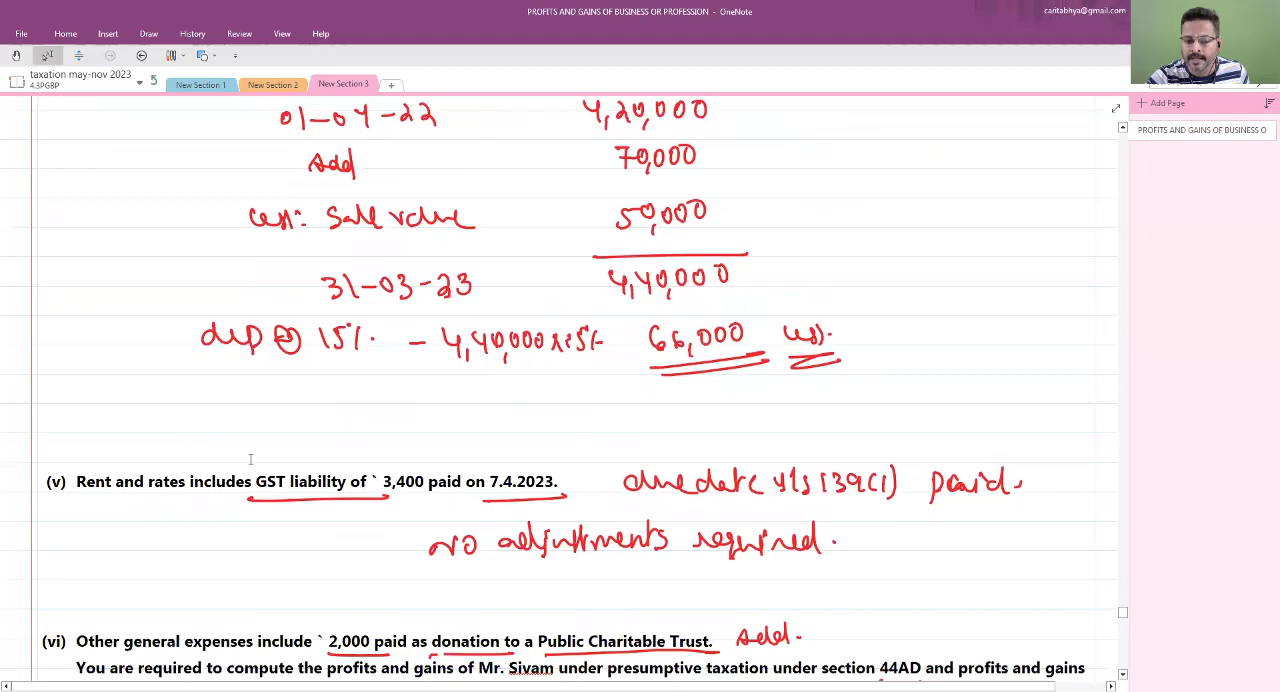 PROFITS AND GAINS OF BUSINESS OR PROFESSION - OneNote
caritabhya@gmail.com
File Home Insert Draw History Review View Help
taxation may-nov 2023
4.3PGBP
5
New Section 1 New Section 2 New Section 3 +
+ Add Page
PROFITS AND GAINS OF BUSINESS O
01-04-22 4,20,000
Add 70,000
Less: Sale value 50,000
31-03-23 4,40,000
dep @ 15% - 4,40,000 x 15% 66,000
(v) Rent and rates includes GST liability of ` 3,400 paid on 7.4.2023. due date u/s 139(1) paid.
no adjustments required.
(vi) Other general expenses include ` 2,000 paid as donation to a Public Charitable Trust. Add.
You are required to compute the profits and gains of Mr. Sivam under presumptive taxation under section 44AD and profits and gains